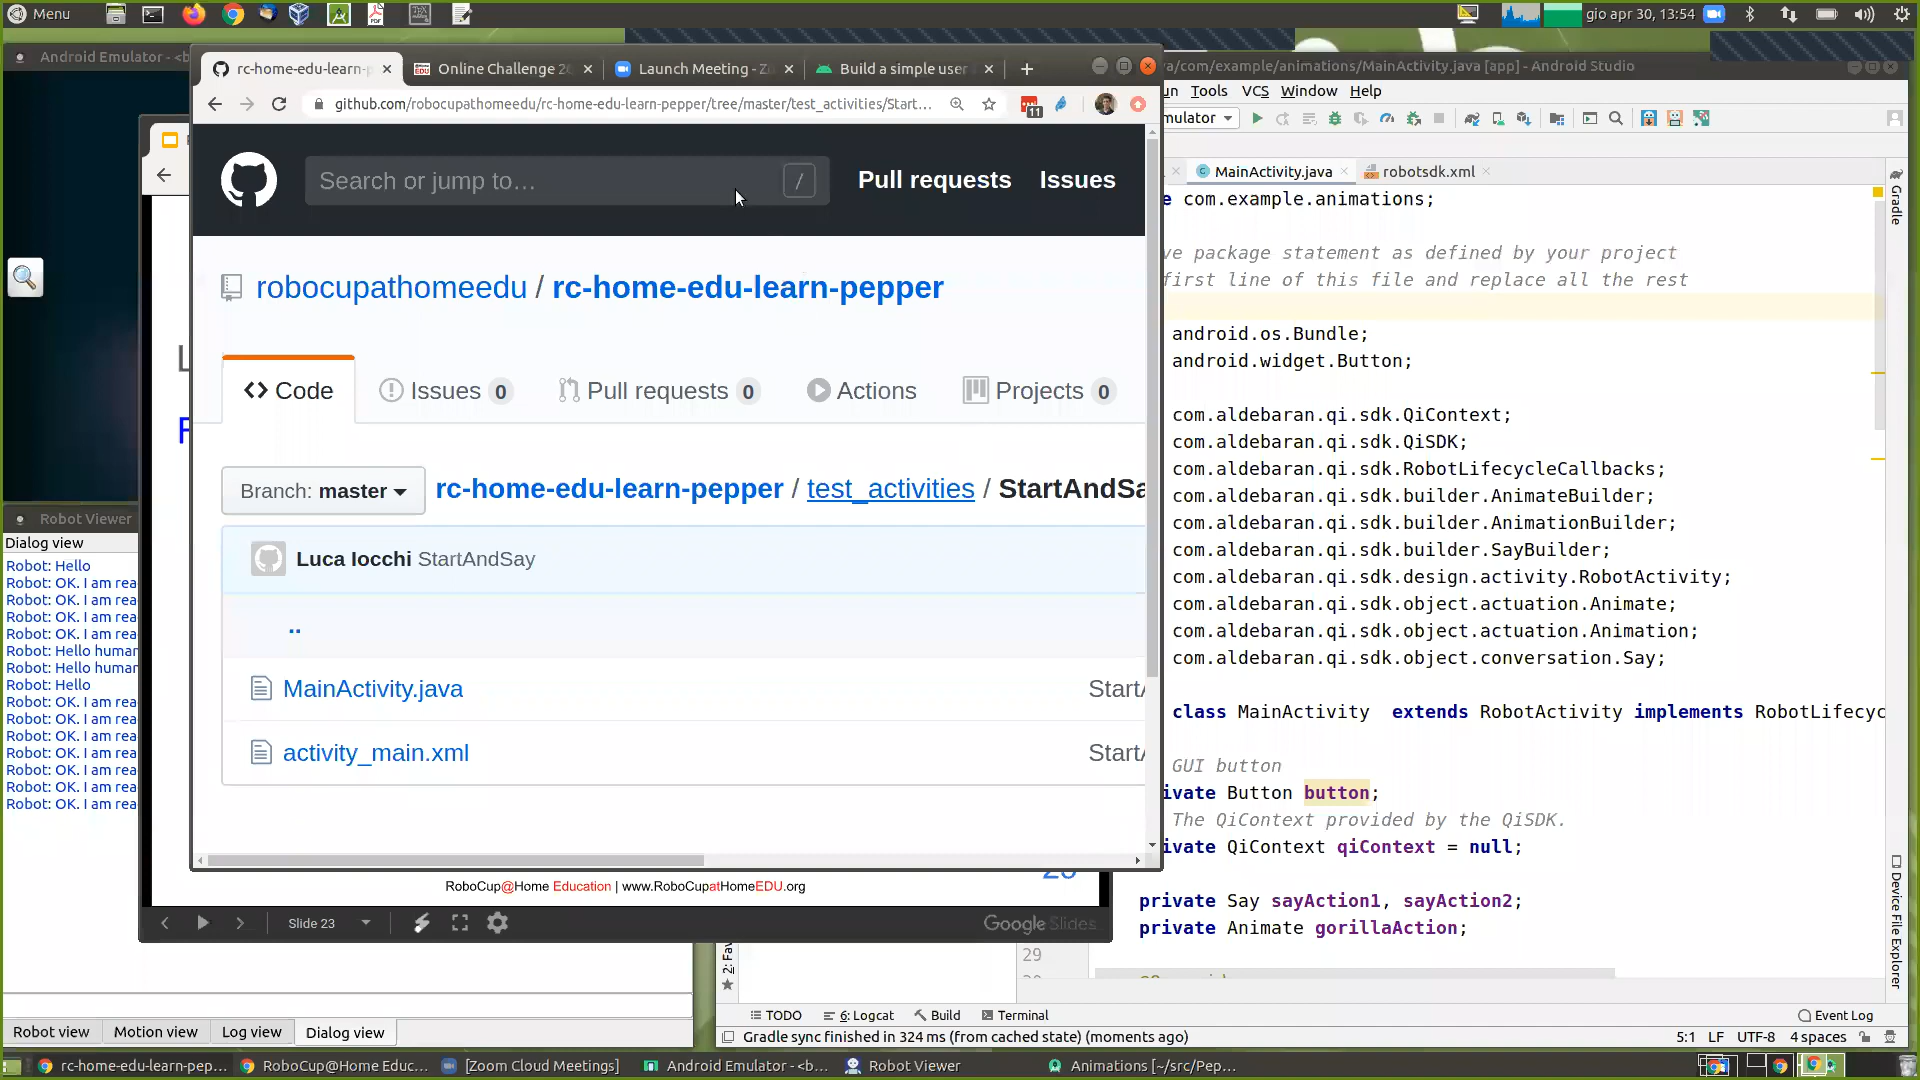 Menu
gio apr 30, 13:54
Android Emulator - <b
rc-home-edu-learn-p
Online Challenge 2
Launch Meeting - Zo
Build a simple user
github.com/robocupathomeedu/rc-home-edu-learn-pepper/tree/master/test_activities/Start...
11
Search or jump to...
/
Pull requests
Issues
robocupathomeedu / rc-home-edu-learn-pepper
Code
Issues 0
Pull requests 0
Actions
Projects 0
Branch: master
rc-home-edu-learn-pepper / test_activities / StartAndSa
Luca Iocchi StartAndSay
..
MainActivity.java
StartA
activity_main.xml
StartA
RoboCup@Home Education | www.RoboCupatHomeEDU.org
Slide 23
Google Slides
Robot Viewer
Dialog view
Robot: Hello
Robot: OK. I am rea
Robot: OK. I am rea
Robot: OK. I am rea
Robot: OK. I am rea
Robot: Hello humar
Robot: Hello humar
Robot: Hello
Robot: OK. I am rea
Robot: OK. I am rea
Robot: OK. I am rea
Robot: OK. I am rea
Robot: OK. I am rea
Robot: OK. I am rea
Robot: OK. I am rea
Robot view
Motion view
Log view
Dialog view
va/com/example/animations/MainActivity.java [app] - Android Studio
un Tools VCS Window Help
mulator
MainActivity.java
robotsdk.xml
e com.example.animations;
ve package statement as defined by your project
first line of this file and replace all the rest
android.os.Bundle;
android.widget.Button;
com.aldebaran.qi.sdk.QiContext;
com.aldebaran.qi.sdk.QiSDK;
com.aldebaran.qi.sdk.RobotLifecycleCallbacks;
com.aldebaran.qi.sdk.builder.AnimateBuilder;
com.aldebaran.qi.sdk.builder.AnimationBuilder;
com.aldebaran.qi.sdk.builder.SayBuilder;
com.aldebaran.qi.sdk.design.activity.RobotActivity;
com.aldebaran.qi.sdk.object.actuation.Animate;
com.aldebaran.qi.sdk.object.actuation.Animation;
com.aldebaran.qi.sdk.object.conversation.Say;
class MainActivity extends RobotActivity implements RobotLifecyc
GUI button
ivate Button button;
The QiContext provided by the QiSDK.
ivate QiContext qiContext = null;
private Say sayAction1, sayAction2;
private Animate gorillaAction;
29
Gradle
Device File Explorer
2: Fav
TODO
6: Logcat
Build
Terminal
Event Log
Gradle sync finished in 324 ms (from cached state) (moments ago)
5:1 LF UTF-8 4 spaces
rc-home-edu-learn-pep...
RoboCup@Home Educ...
[Zoom Cloud Meetings]
Android Emulator - <b...
Robot Viewer
Animations [~/src/Pep...